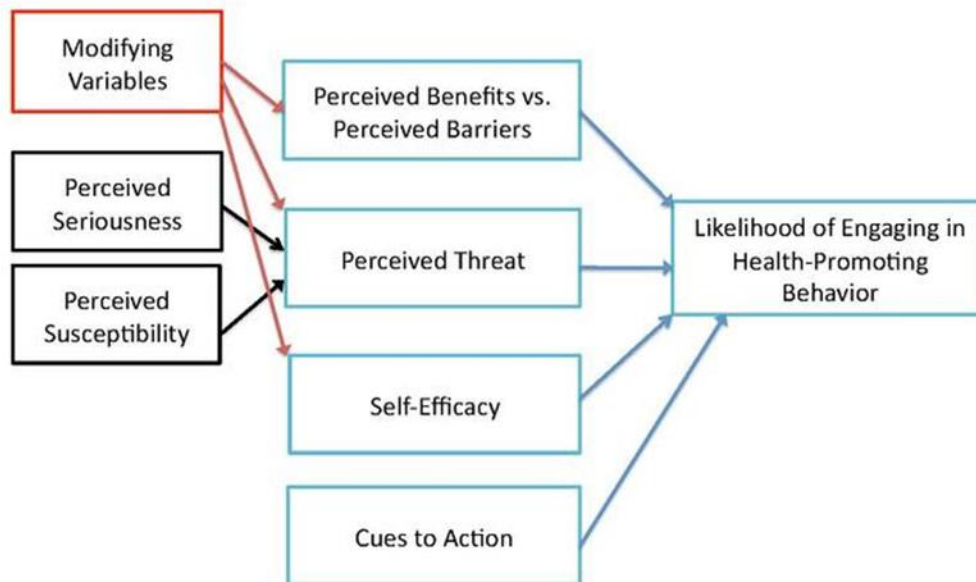 Modifying
Variables
Perceived Benefits vs.
Perceived Barriers
Perceived
Seriousness
Perceived Threat
Likelihood of Engaging in
Health-Promoting
Behavior
Perceived
Susceptibility
Self-Efficacy
Cues to Action